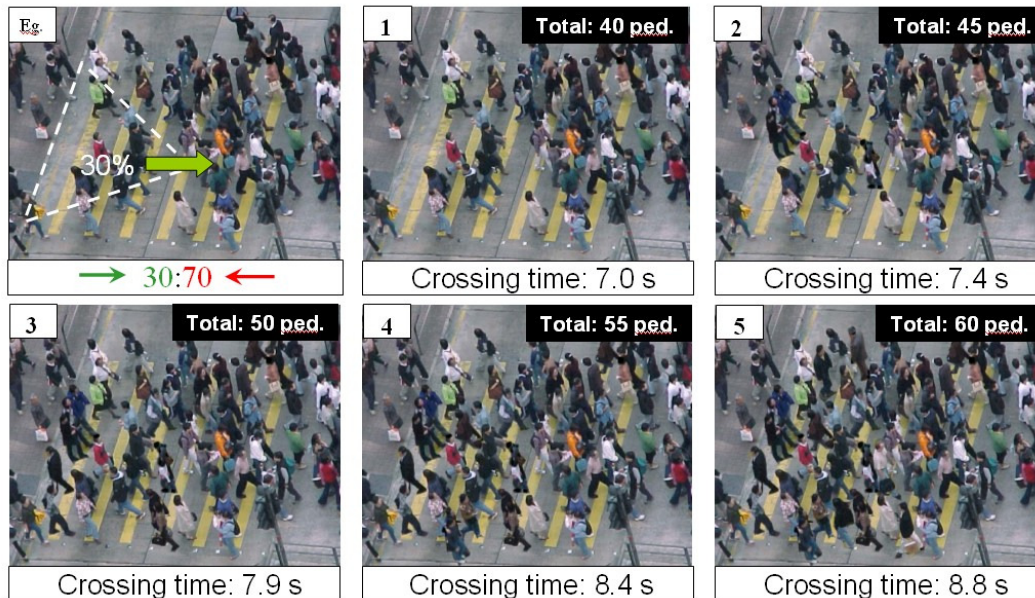 Eg.
30%
→ 30:70 ←
1
Total: 40 ped.
Crossing time: 7.0 s
2
Total: 45 ped.
Crossing time: 7.4 s
3
Total: 50 ped.
Crossing time: 7.9 s
4
Total: 55 ped.
Crossing time: 8.4 s
5
Total: 60 ped.
Crossing time: 8.8 s